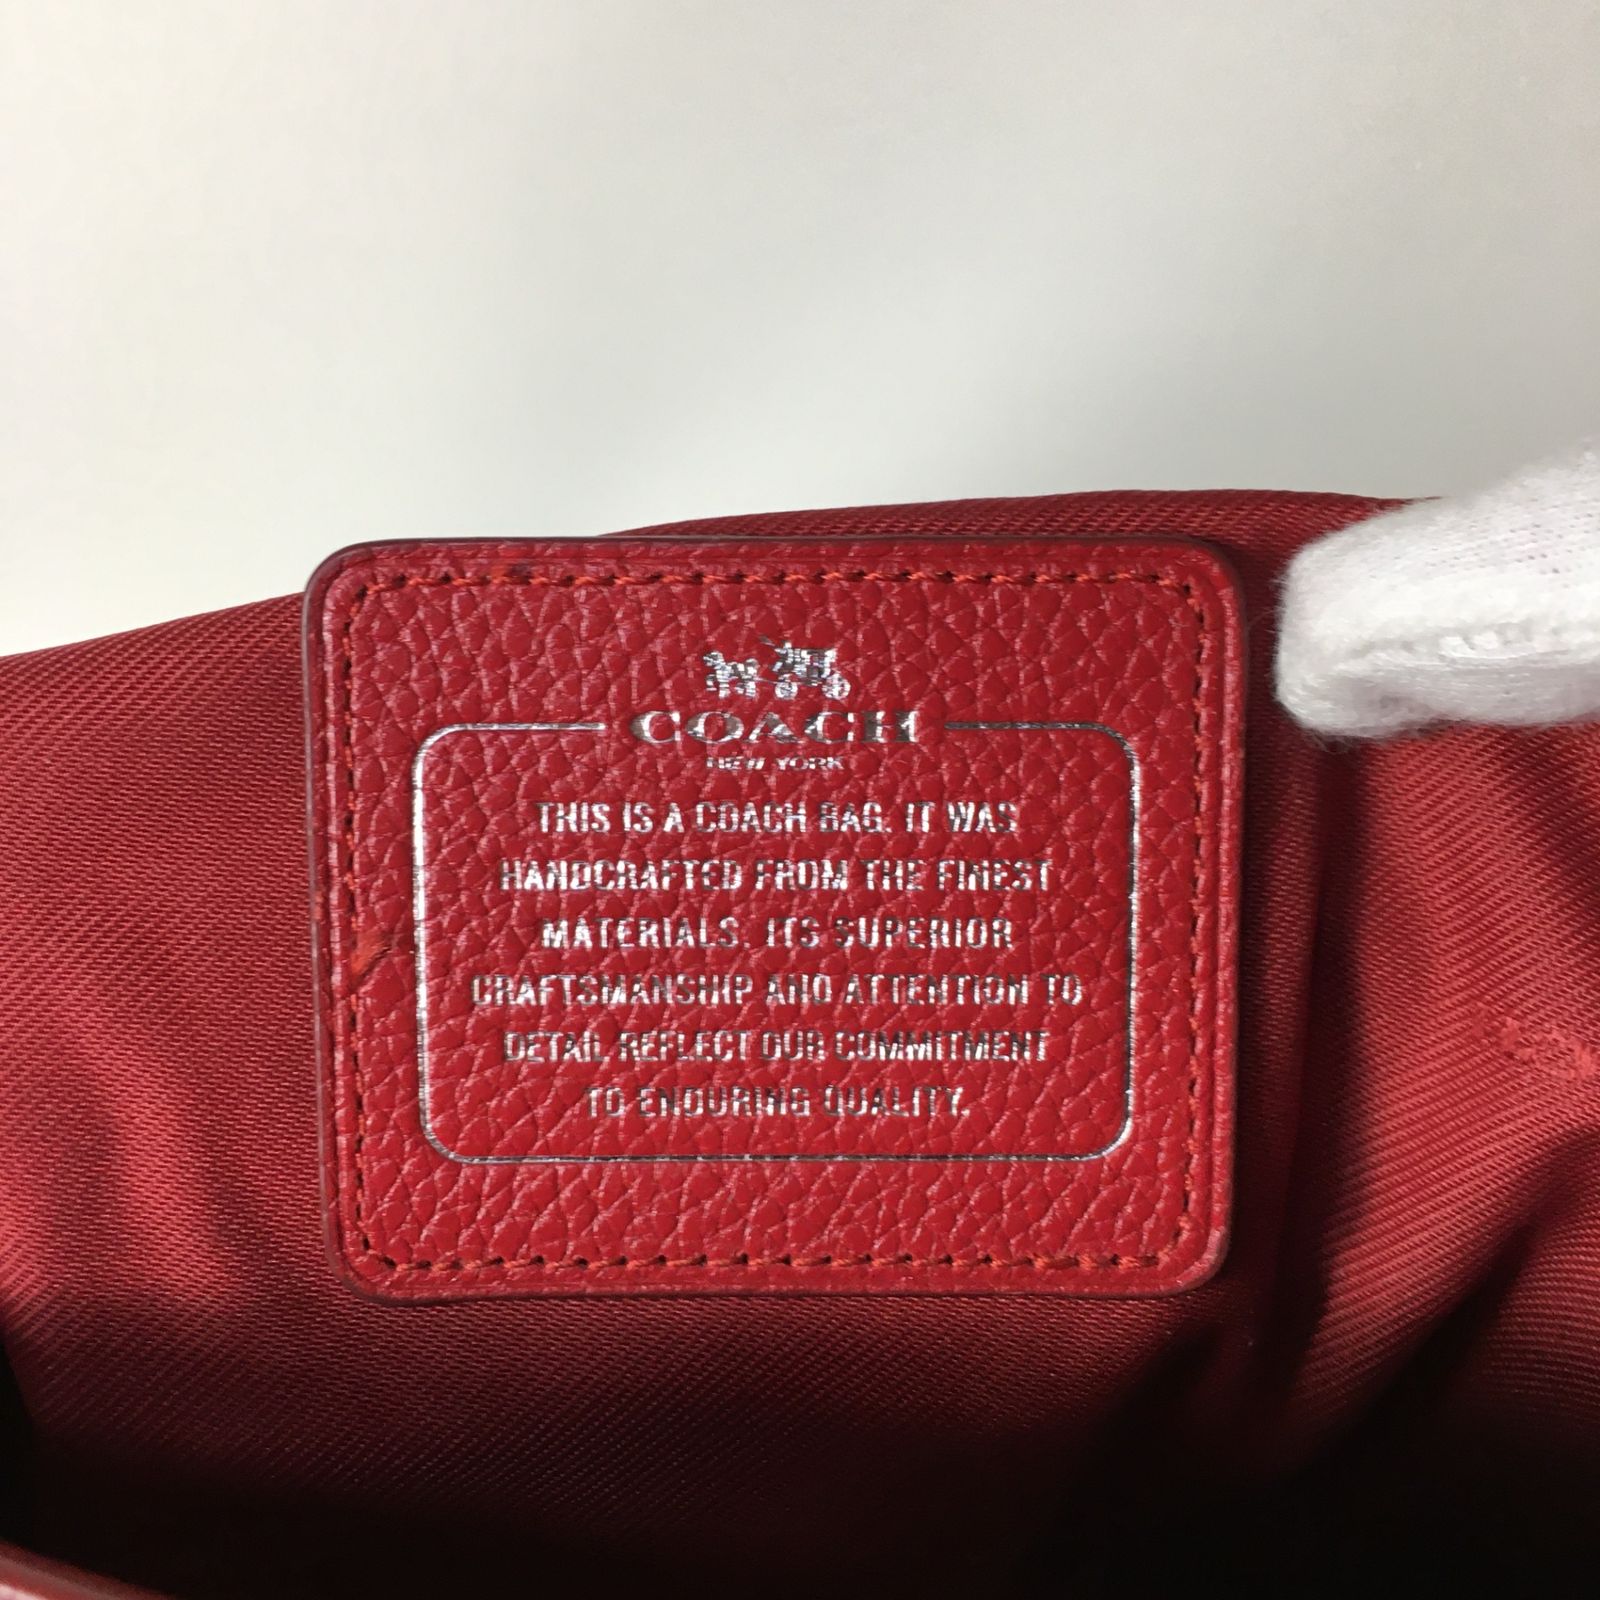 COACH
NEW YORK
THIS IS A COACH BAG. IT WAS
HANDCRAFTED FROM THE FINEST
MATERIALS. ITS SUPERIOR
CRAFTSMANSHIP AND ATTENTION TO
DETAIL REFLECT OUR COMMITMENT
TO ENDURING QUALITY.